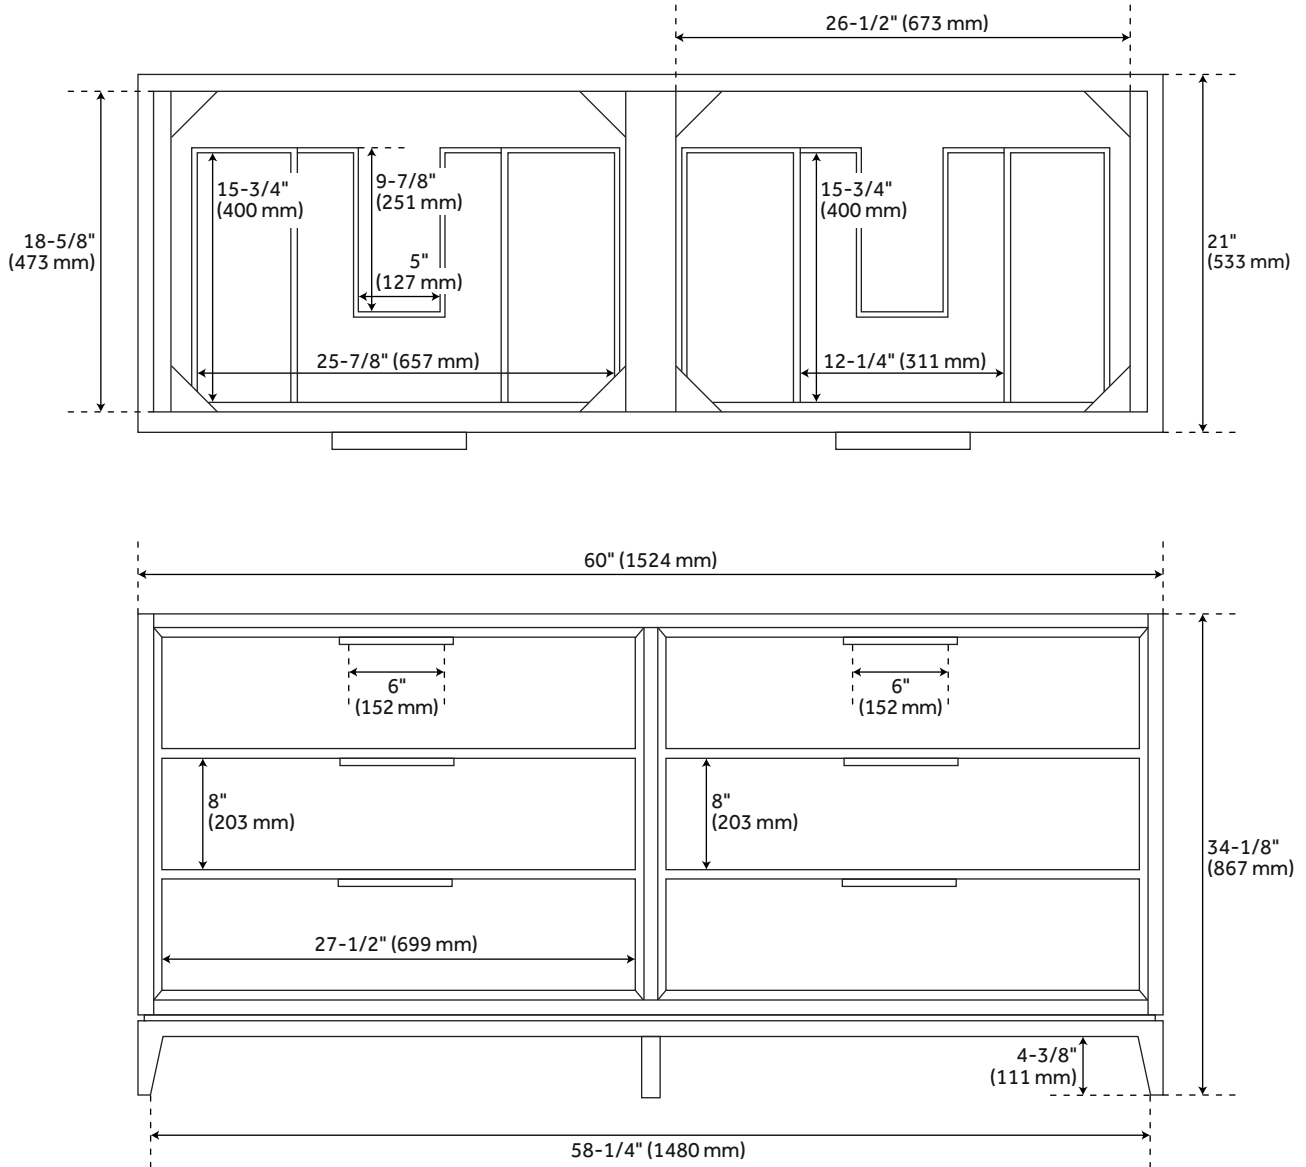 26-1/2" (673 mm)
15-3/4"
(400 mm)
9-7/8"
(251 mm)
15-3/4"
(400 mm)
18-5/8"
(473 mm)
21"
(533 mm)
5"
(127 mm)
25-7/8" (657 mm)
12-1/4" (311 mm)
60" (1524 mm)
6"
(152 mm)
6"
(152 mm)
8"
(203 mm)
8"
(203 mm)
34-1/8"
(867 mm)
27-1/2" (699 mm)
4-3/8"
(111 mm)
58-1/4" (1480 mm)